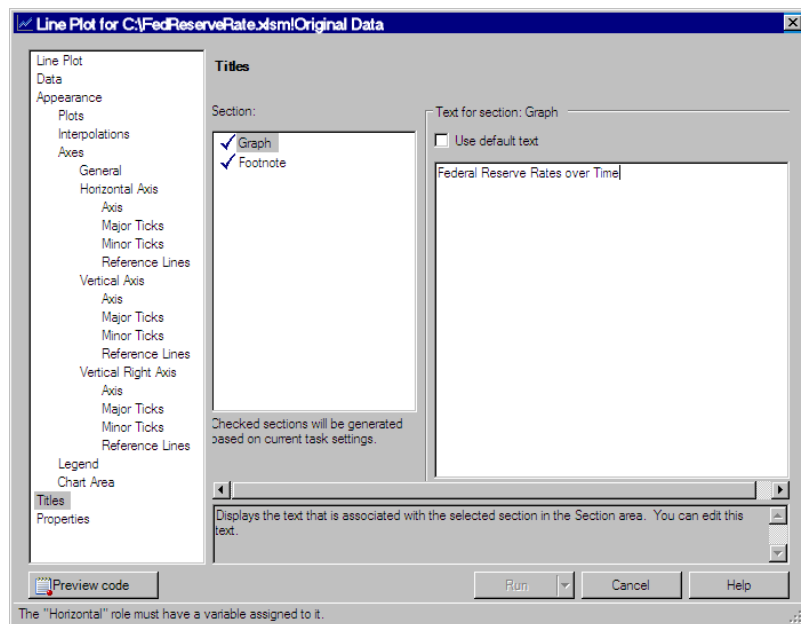 Line Plot for C:\FedReserveRate.xlsm!Original Data
Line Plot
Data
Appearance
Plots
Interpolations
Axes
General
Horizontal Axis
Axis
Major Ticks
Minor Ticks
Reference Lines
Vertical Axis
Axis
Major Ticks
Minor Ticks
Reference Lines
Vertical Right Axis
Axis
Major Ticks
Minor Ticks
Reference Lines
Legend
Chart Area
Titles
Properties
Titles
Section:
Graph
Footnote
Checked sections will be generated
based on current task settings.
Text for section: Graph
Use default text
Federal Reserve Rates over Time
Displays the text that is associated with the selected section in the Section area. You can edit this
text.
Preview code
Run
Cancel
Help
The "Horizontal" role must have a variable assigned to it.